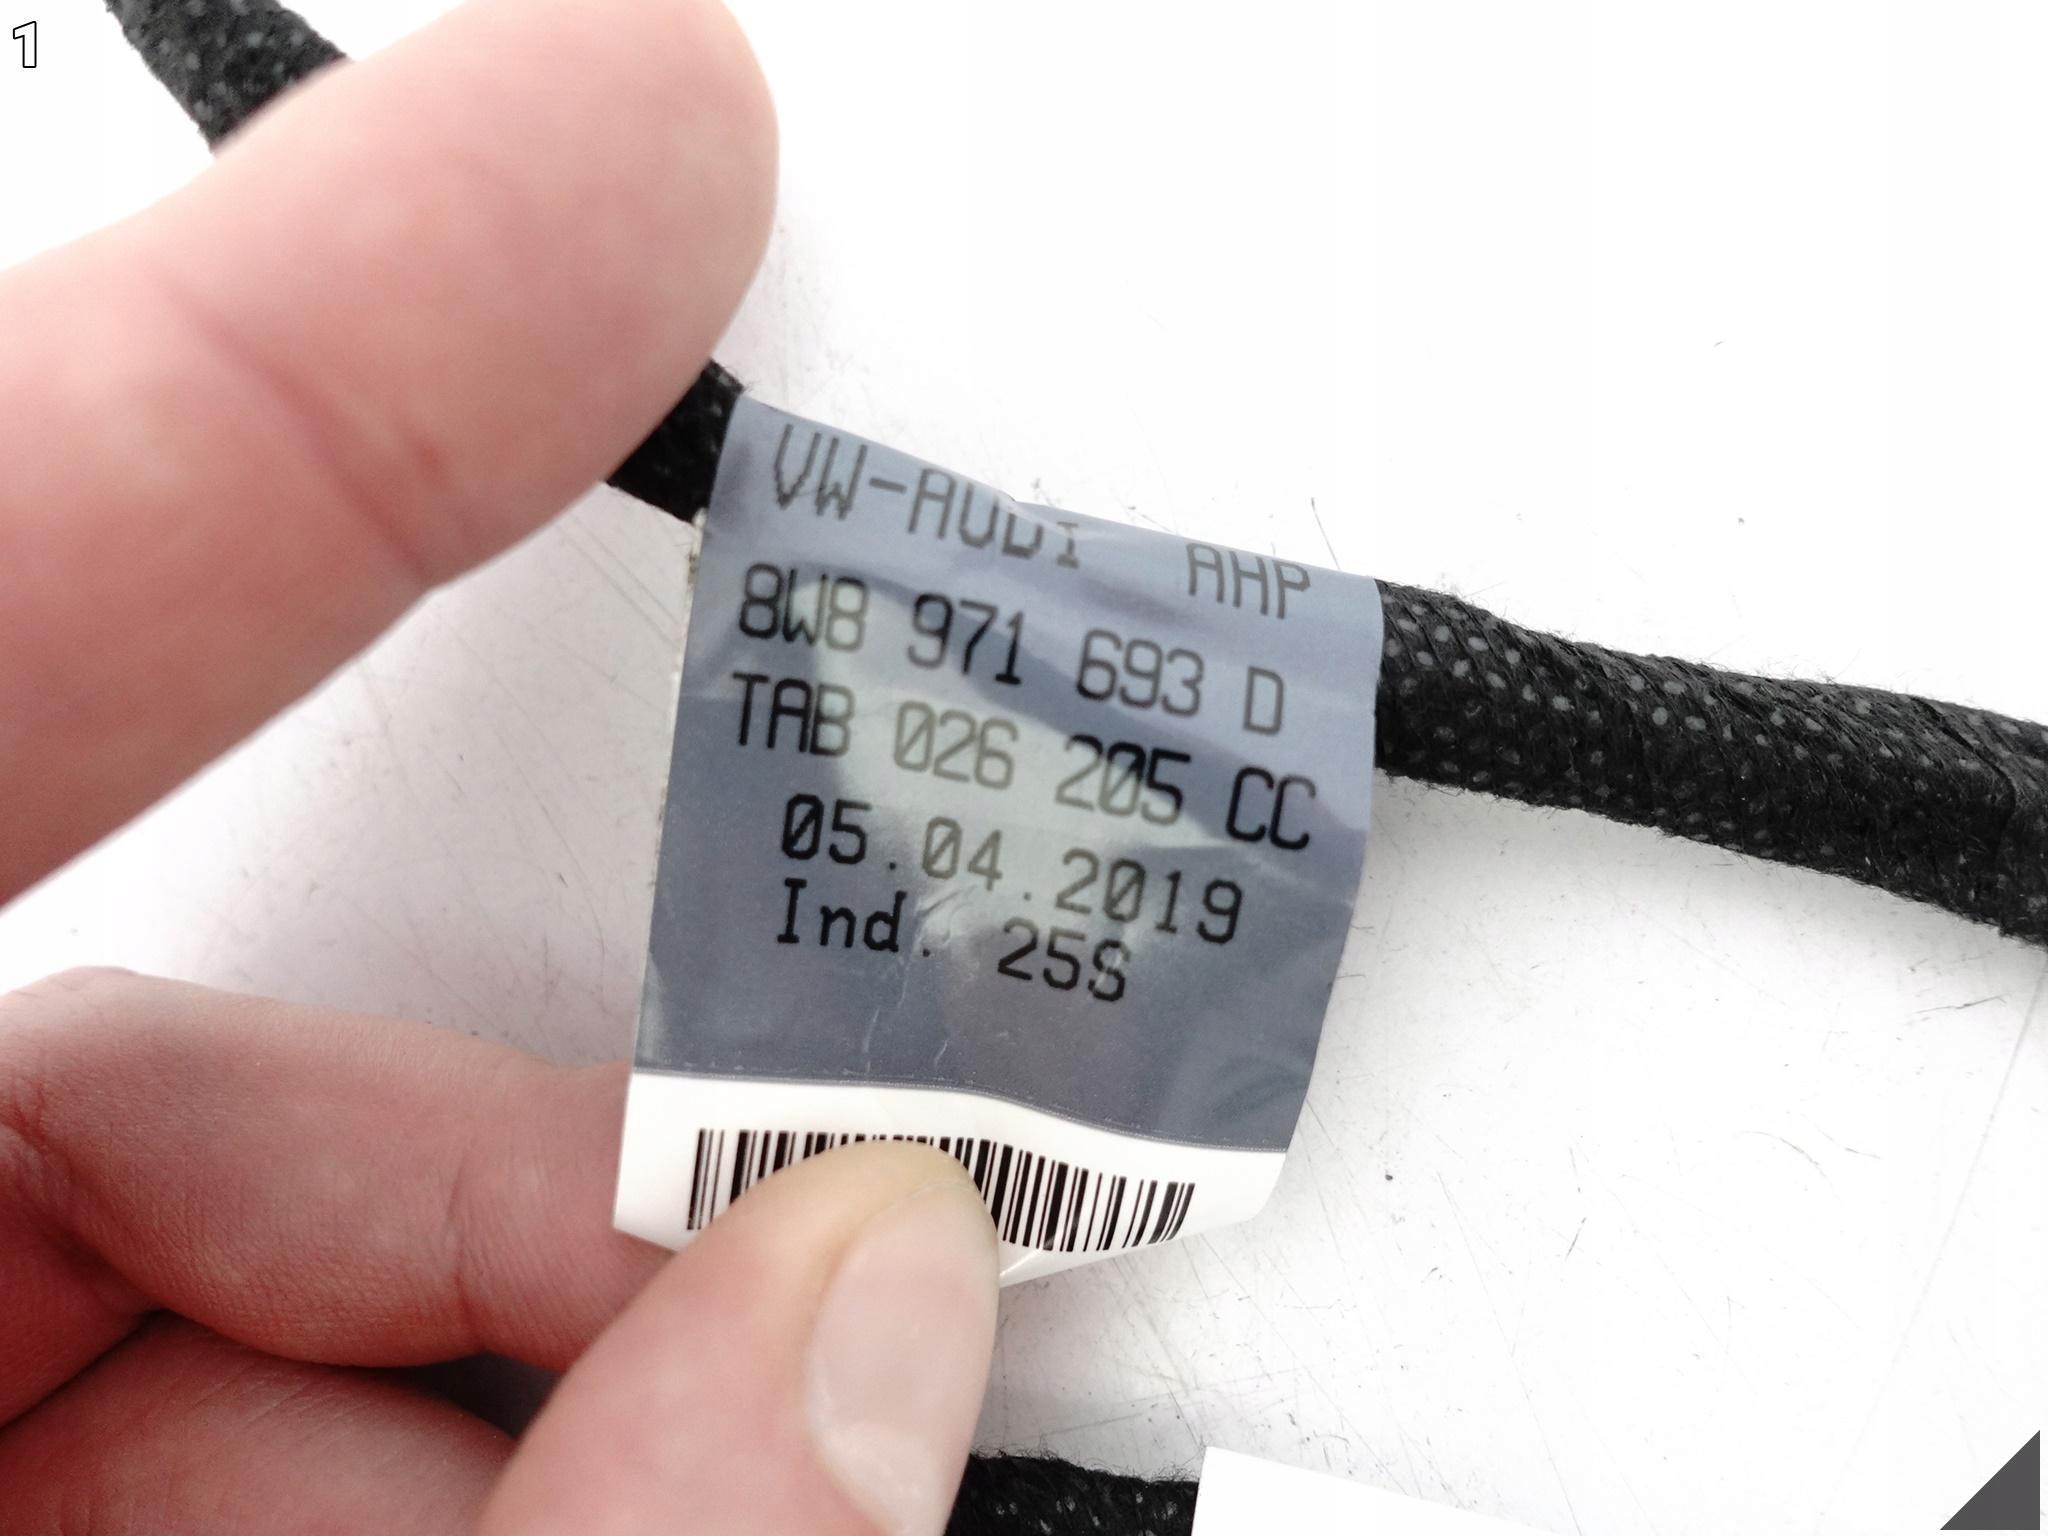 1
VW-AUDI AHP
8W8 971 693 D
TAB 026 205 CC
05.04.2019
Ind. 25S